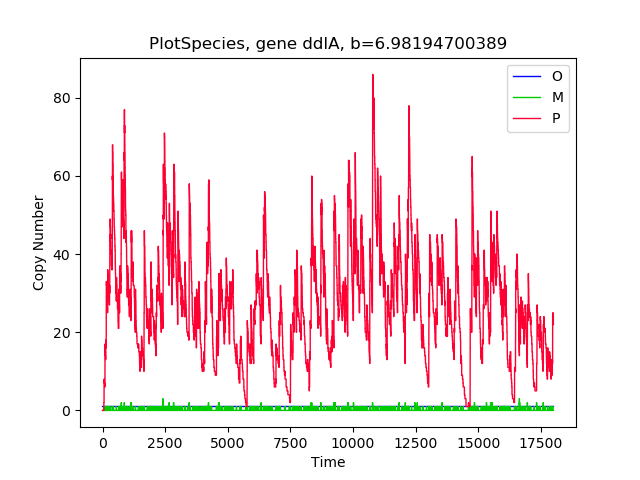 PlotSpecies, gene ddlA, b=6.98194700389
O
M
P
80
60
40
20
0
Copy Number
0 2500 5000 7500 10000 12500 15000 17500
Time